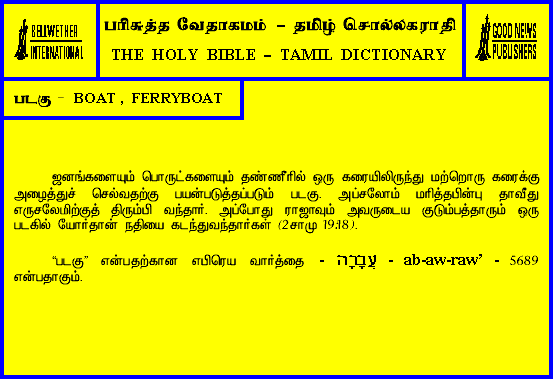 BELLWETHER
INTERNATIONAL
பரிசுத்த வேதாகமம் – தமிழ் சொல்லகராதி
THE HOLY BIBLE – TAMIL DICTIONARY
GOOD NEWS
PUBLISHERS
படகு - BOAT , FERRYBOAT
ஜனங்களையும் பொருட்களையும் தண்ணீரில் ஒரு கரையிலிருந்து மற்றொரு கரைக்கு
அழைத்துச் செல்வதற்கு பயன்படுத்தப்படும் படகு. அப்சலோம் மரித்தபின்பு தாவீது
எருசலேமிற்குத் திரும்பி வந்தார். அப்போது ராஜாவும் அவருடைய குடும்பத்தாரும் ஒரு
படகில் யோர்தான் நதியை கடந்துவந்தார்கள் (2சாமு 19:18).
“படகு” என்பதற்கான எபிரெய வார்த்தை - עֲבָרָה - ab-aw-raw’ - 5689
என்பதாகும்.